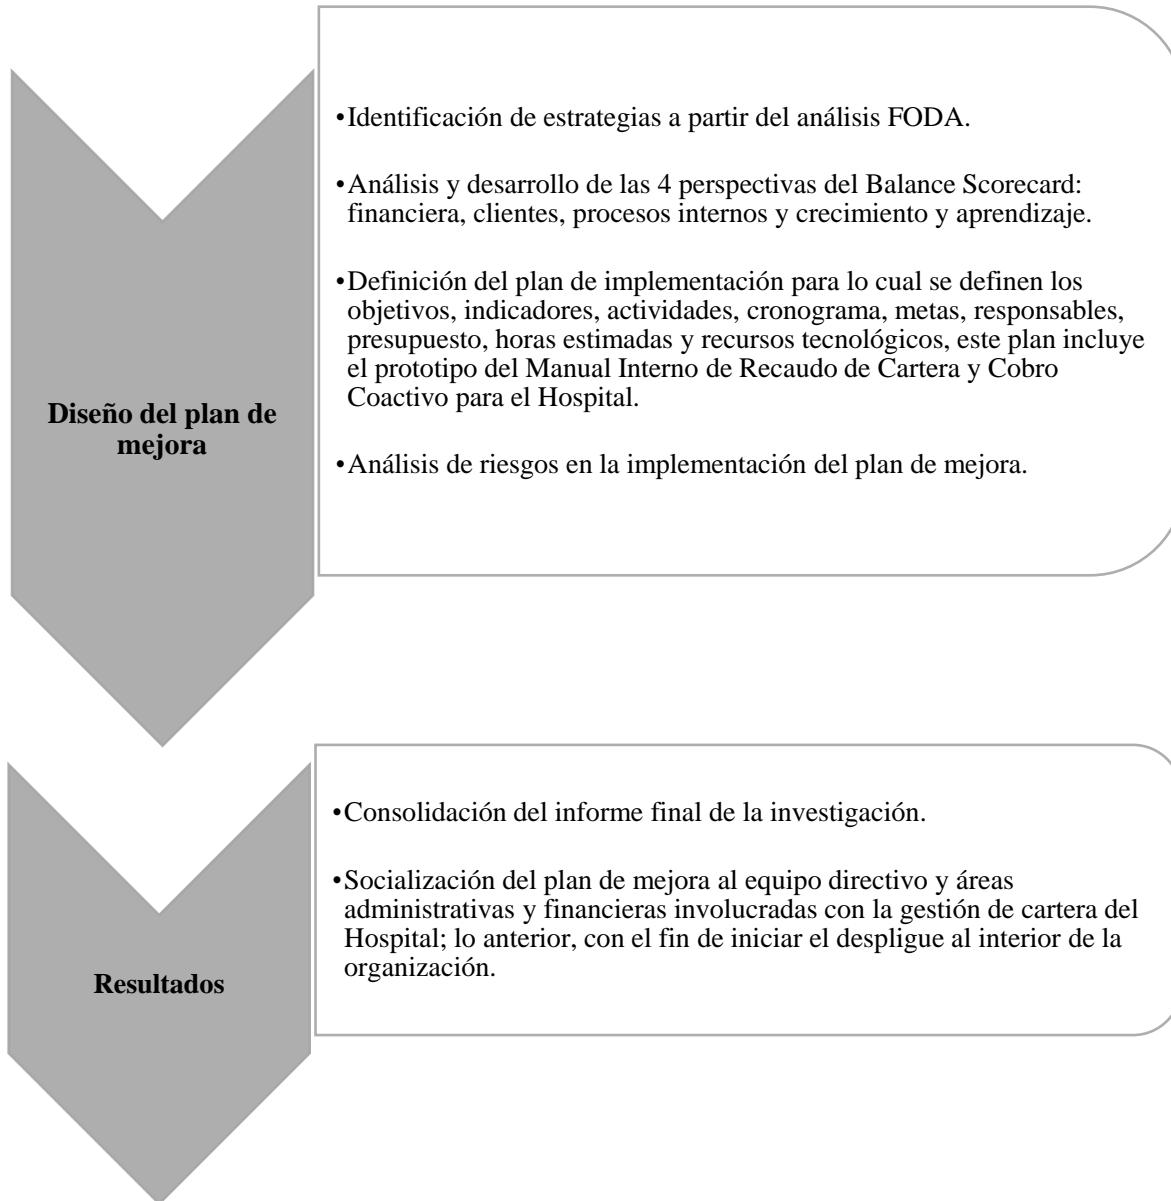 •Identificación de estrategias a partir del análisis FODA.
•Análisis y desarrollo de las 4 perspectivas del Balance Scorecard:
financiera, clientes, procesos internos y crecimiento y aprendizaje.
•Definición del plan de implementación para lo cual se definen los
objetivos, indicadores, actividades, cronograma, metas, responsables,
presupuesto, horas estimadas y recursos tecnológicos, este plan incluye
el prototipo del Manual Interno de Recaudo de Cartera y Cobro
Coactivo para el Hospital.
•Análisis de riesgos en la implementación del plan de mejora.
Diseño del plan de
mejora
•Consolidación del informe final de la investigación.
•Socialización del plan de mejora al equipo directivo y áreas
administrativas y financieras involucradas con la gestión de cartera del
Hospital; lo anterior, con el fin de iniciar el despligue al interior de la
organización.
Resultados